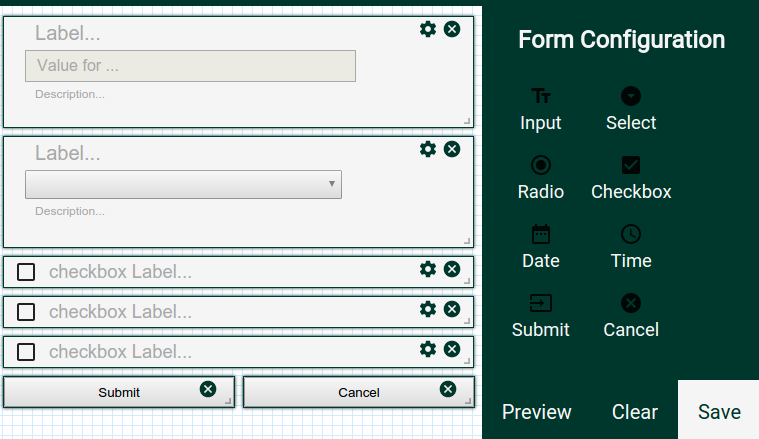 Label...
Value for ...
Description...
Label...
Description...
checkbox Label...
checkbox Label...
checkbox Label...
Submit Cancel
Form Configuration
Input Select
Radio Checkbox
Date Time
Submit Cancel
Preview Clear Save